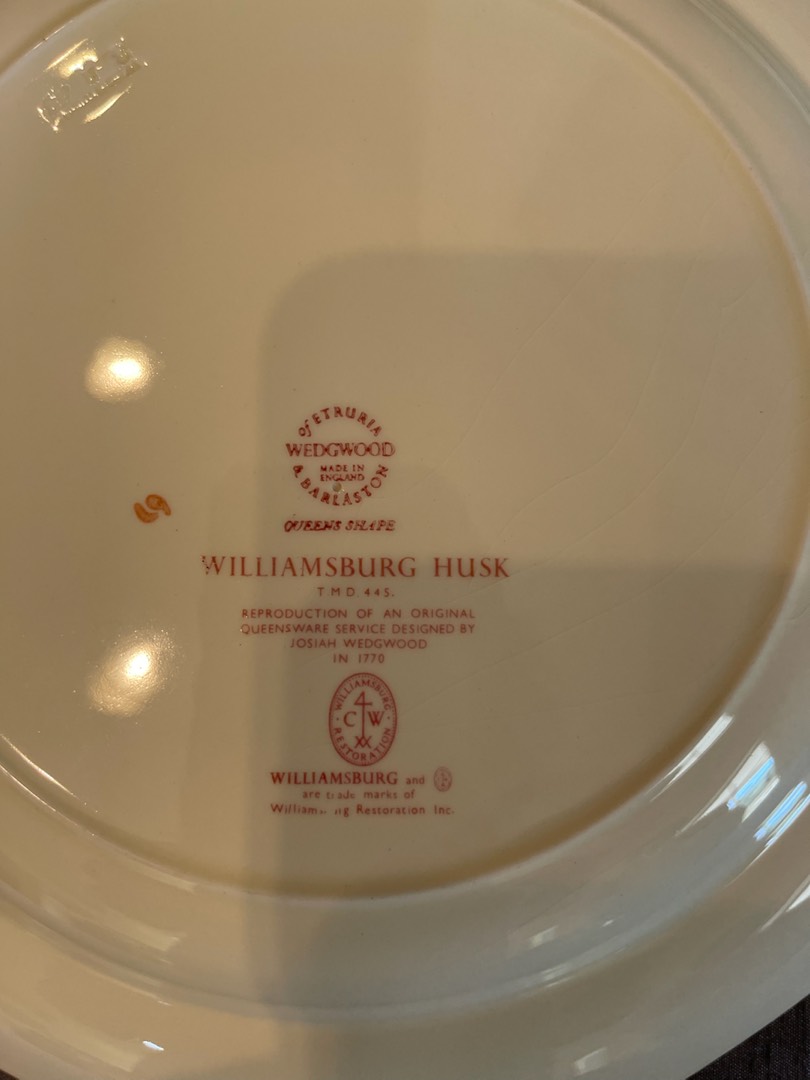 of ETRURIA
WEDGWOOD
MADE IN
ENGLAND
& BARLASTON
QUEENS SHAPE
WILLIAMSBURG HUSK
T M D 445.
REPRODUCTION OF AN ORIGINAL
QUEENSWARE SERVICE DESIGNED BY
JOSIAH WEDGWOOD
IN 1770
WILLIAMSBURG
C W
RESTORATION
WILLIAMSBURG and
are trade marks of
Restoration Inc.